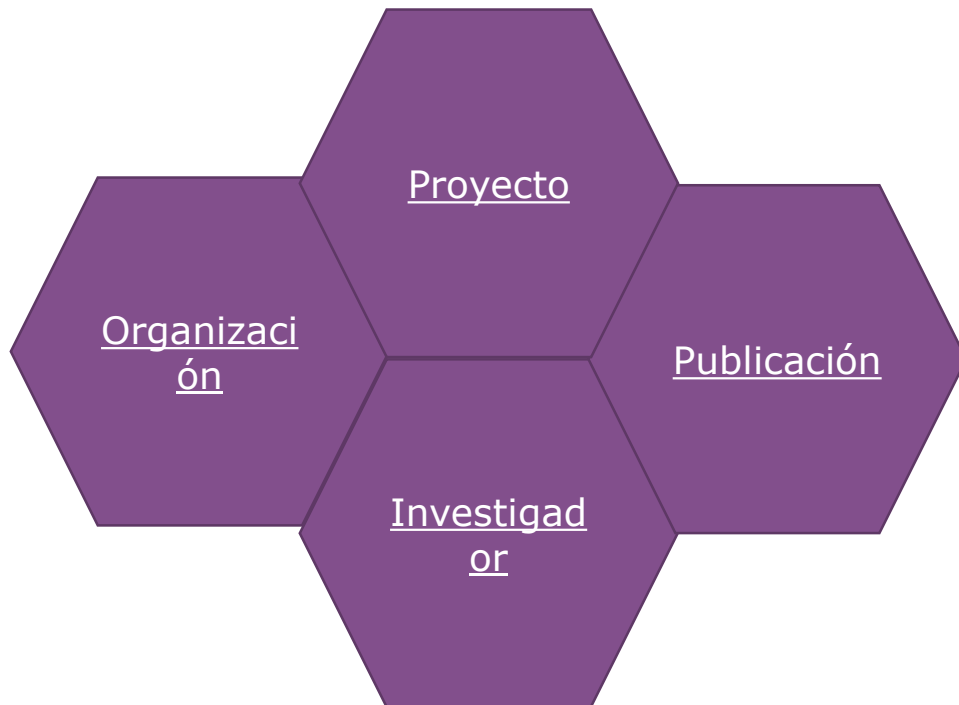 Proyecto
Organizaci
ón
Publicación
Investigad
or